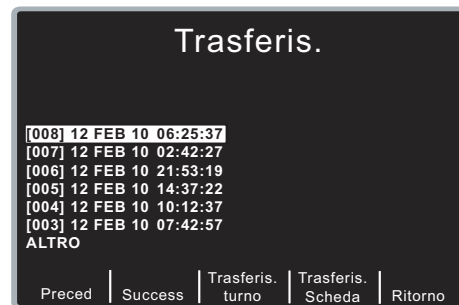 Trasferis.
[008] 12 FEB 10 06:25:37
[007] 12 FEB 10 02:42:27
[006] 12 FEB 10 21:53:19
[005] 12 FEB 10 14:37:22
[004] 12 FEB 10 10:12:37
[003] 12 FEB 10 07:42:57
ALTRO
Preced
Success
Trasferis.
turno
Trasferis.
Scheda
Ritorno